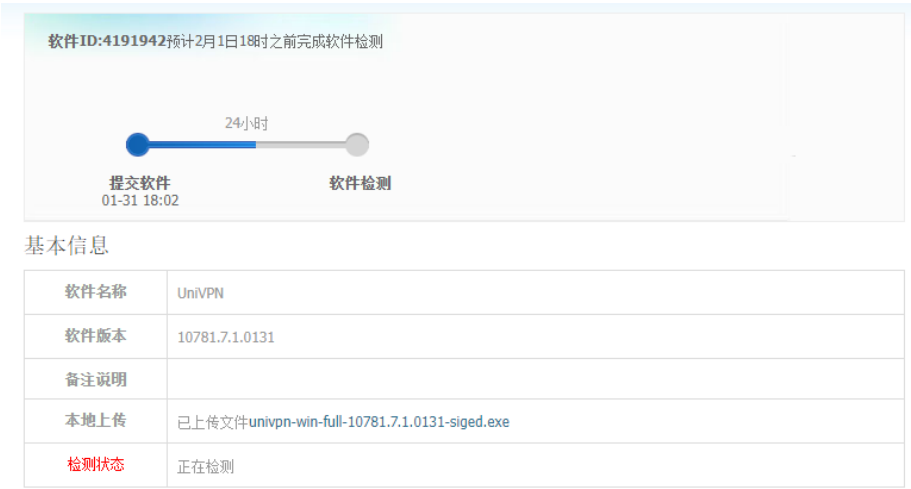 软件ID:4191942预计2月1日18时之前完成软件检测
24小时
提交软件 软件检测
01-31 18:02
基本信息
软件名称 UniVPN
软件版本 10781.7.1.0131
备注说明
本地上传 已上传文件univpn-win-full-10781.7.1.0131-siged.exe
检测状态 正在检测